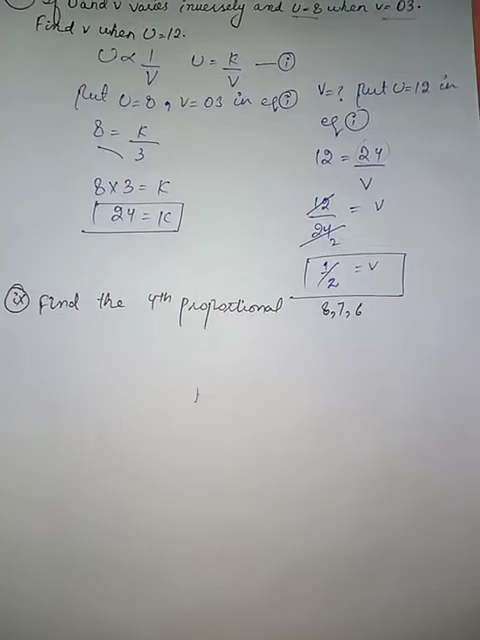 If U and V varies inversely and U=8 when V=03.
Find v when U=12.
U ∝ 1/V U = K/V — (i)
Put U=8, V=03 in eq (i)
8 = K/3
8×3 = K
24 = K
V=? Put U=12 in
eq (i)
12 = 24/V
12/24 2 = V
1/2 = V
(ix) Find the 4th proportional 8,7,6